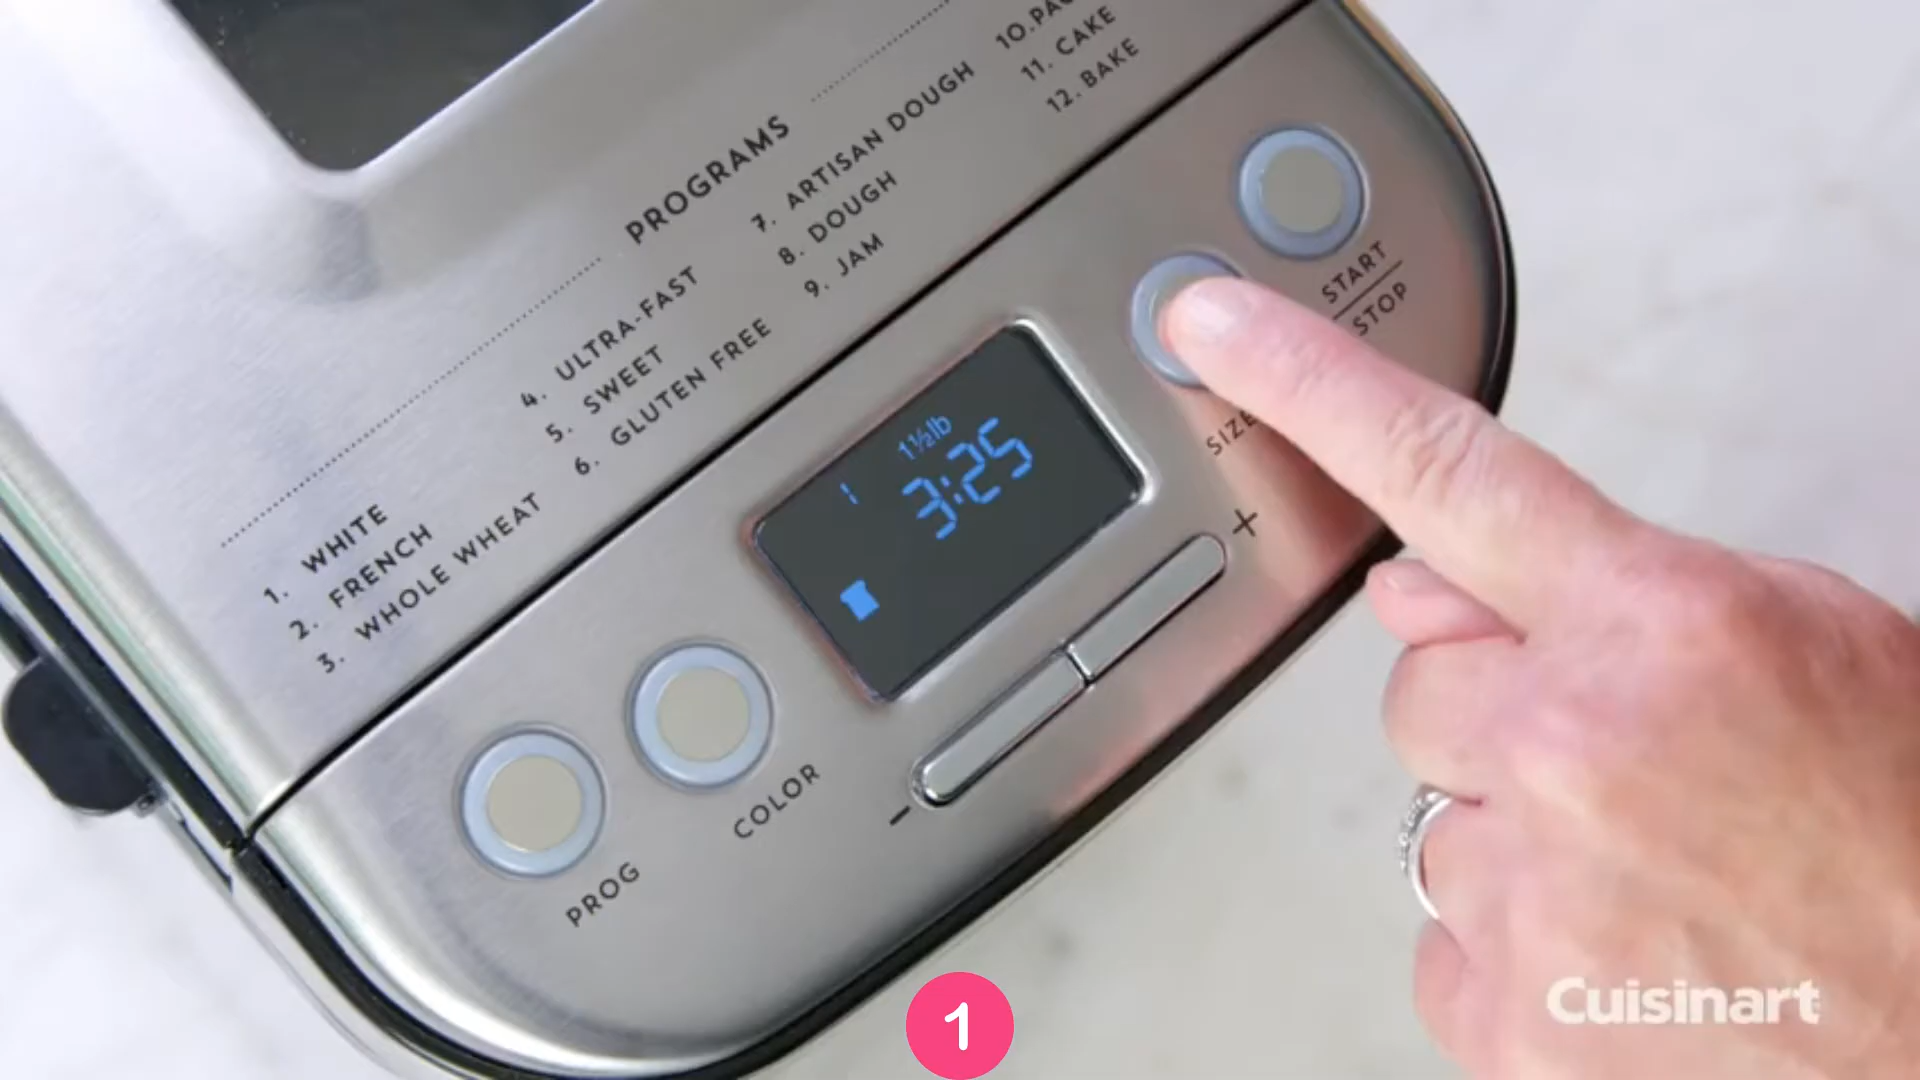 PROGRAMS
1. WHITE
2. FRENCH
3. WHOLE WHEAT
4. ULTRA-FAST
5. SWEET
6. GLUTEN FREE
7. ARTISAN DOUGH
8. DOUGH
9. JAM
10.
11. CAKE
12. BAKE
1½lb
1
3:25
PROG
COLOR
SIZE
START
STOP
+
−
1
Cuisinart